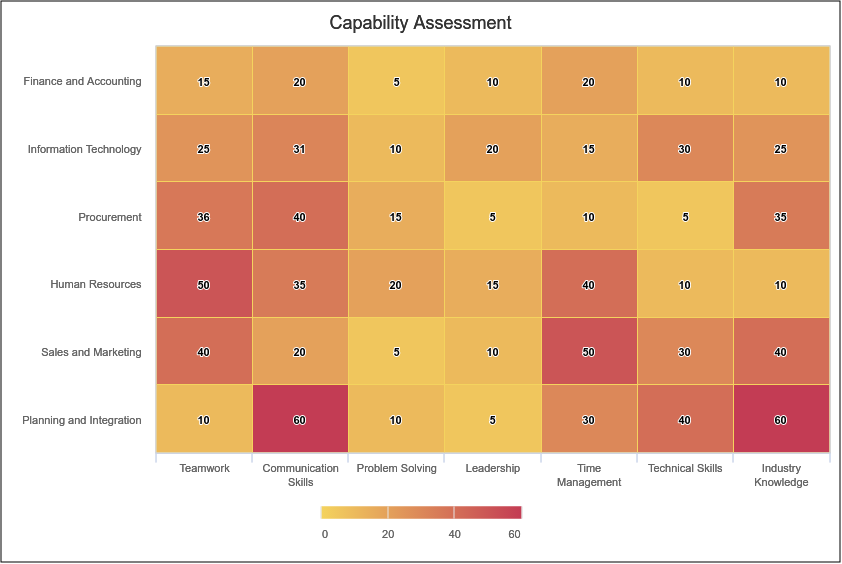 Capability Assessment
Finance and Accounting 15 20 5 10 20 10 10
Information Technology 25 31 10 20 15 30 25
Procurement 36 40 15 5 10 5 35
Human Resources 50 35 20 15 40 10 10
Sales and Marketing 40 20 5 10 50 30 40
Planning and Integration 10 60 10 5 30 40 60
Teamwork Communication Problem Solving Leadership Time Technical Skills Industry
Skills Management Knowledge
0 20 40 60